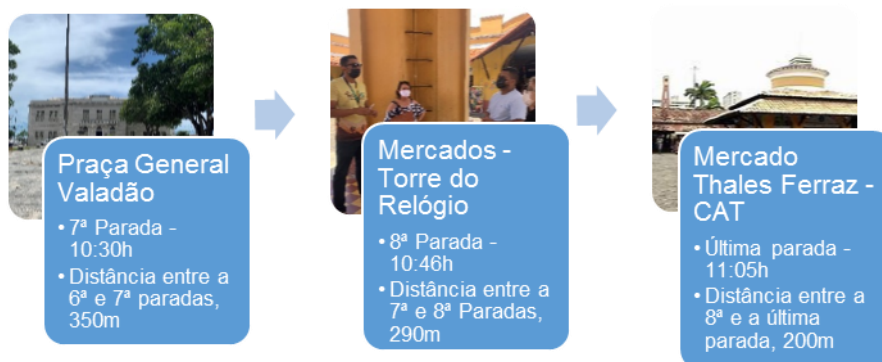 Praça General
Valadão
• 7ª Parada -
10:30h
• Distância entre a
6ª e 7ª paradas,
350m
Mercados -
Torre do
Relógio
• 8ª Parada -
10:46h
• Distância entre a
7ª e 8ª Paradas,
290m
Mercado
Thales Ferraz -
CAT
• Última parada -
11:05h
• Distância entre a
8ª e a última
parada, 200m